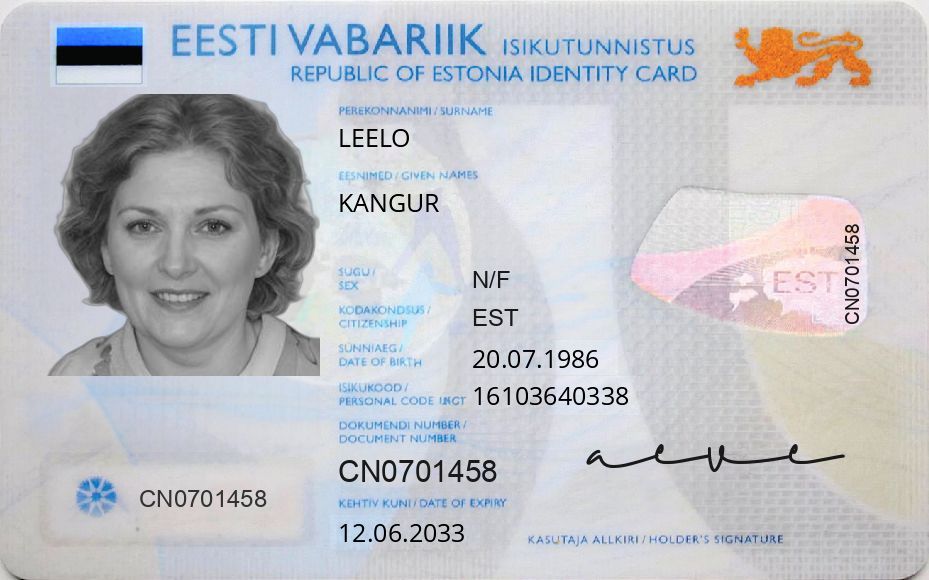 EESTI VABARIIK ISIKUTUNNISTUS
REPUBLIC OF ESTONIA IDENTITY CARD
PEREKONNANIMI / SURNAME
LEELO
EESNIMED / GIVEN NAMES
KANGUR
SUGU / SEX
N/F
KODAKONDSUS / CITIZENSHIP
EST
SÜNNIAEG / DATE OF BIRTH
20.07.1986
ISIKUKOOD / PERSONAL CODE
16103640338
DOKUMENDI NUMBER / DOCUMENT NUMBER
CN0701458
KEHTIV KUNI / DATE OF EXPIRY
12.06.2033
CN0701458
EST
CN0701458
KASUTAJA ALLKIRI / HOLDER'S SIGNATURE